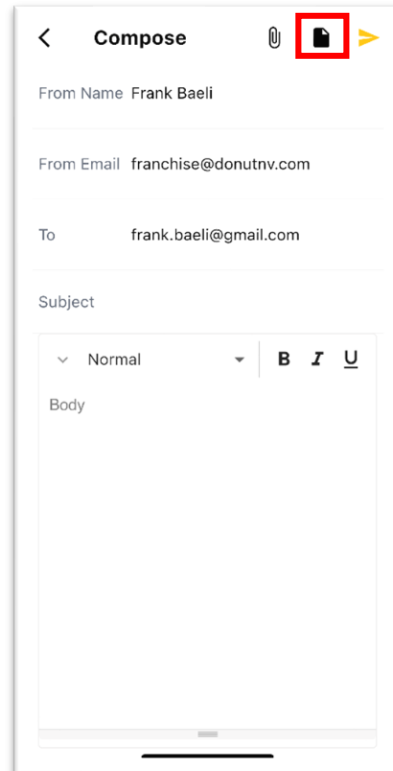 Compose
From Name Frank Baeli
From Email franchise@donutnv.com
To frank.baeli@gmail.com
Subject
Normal B I U
Body